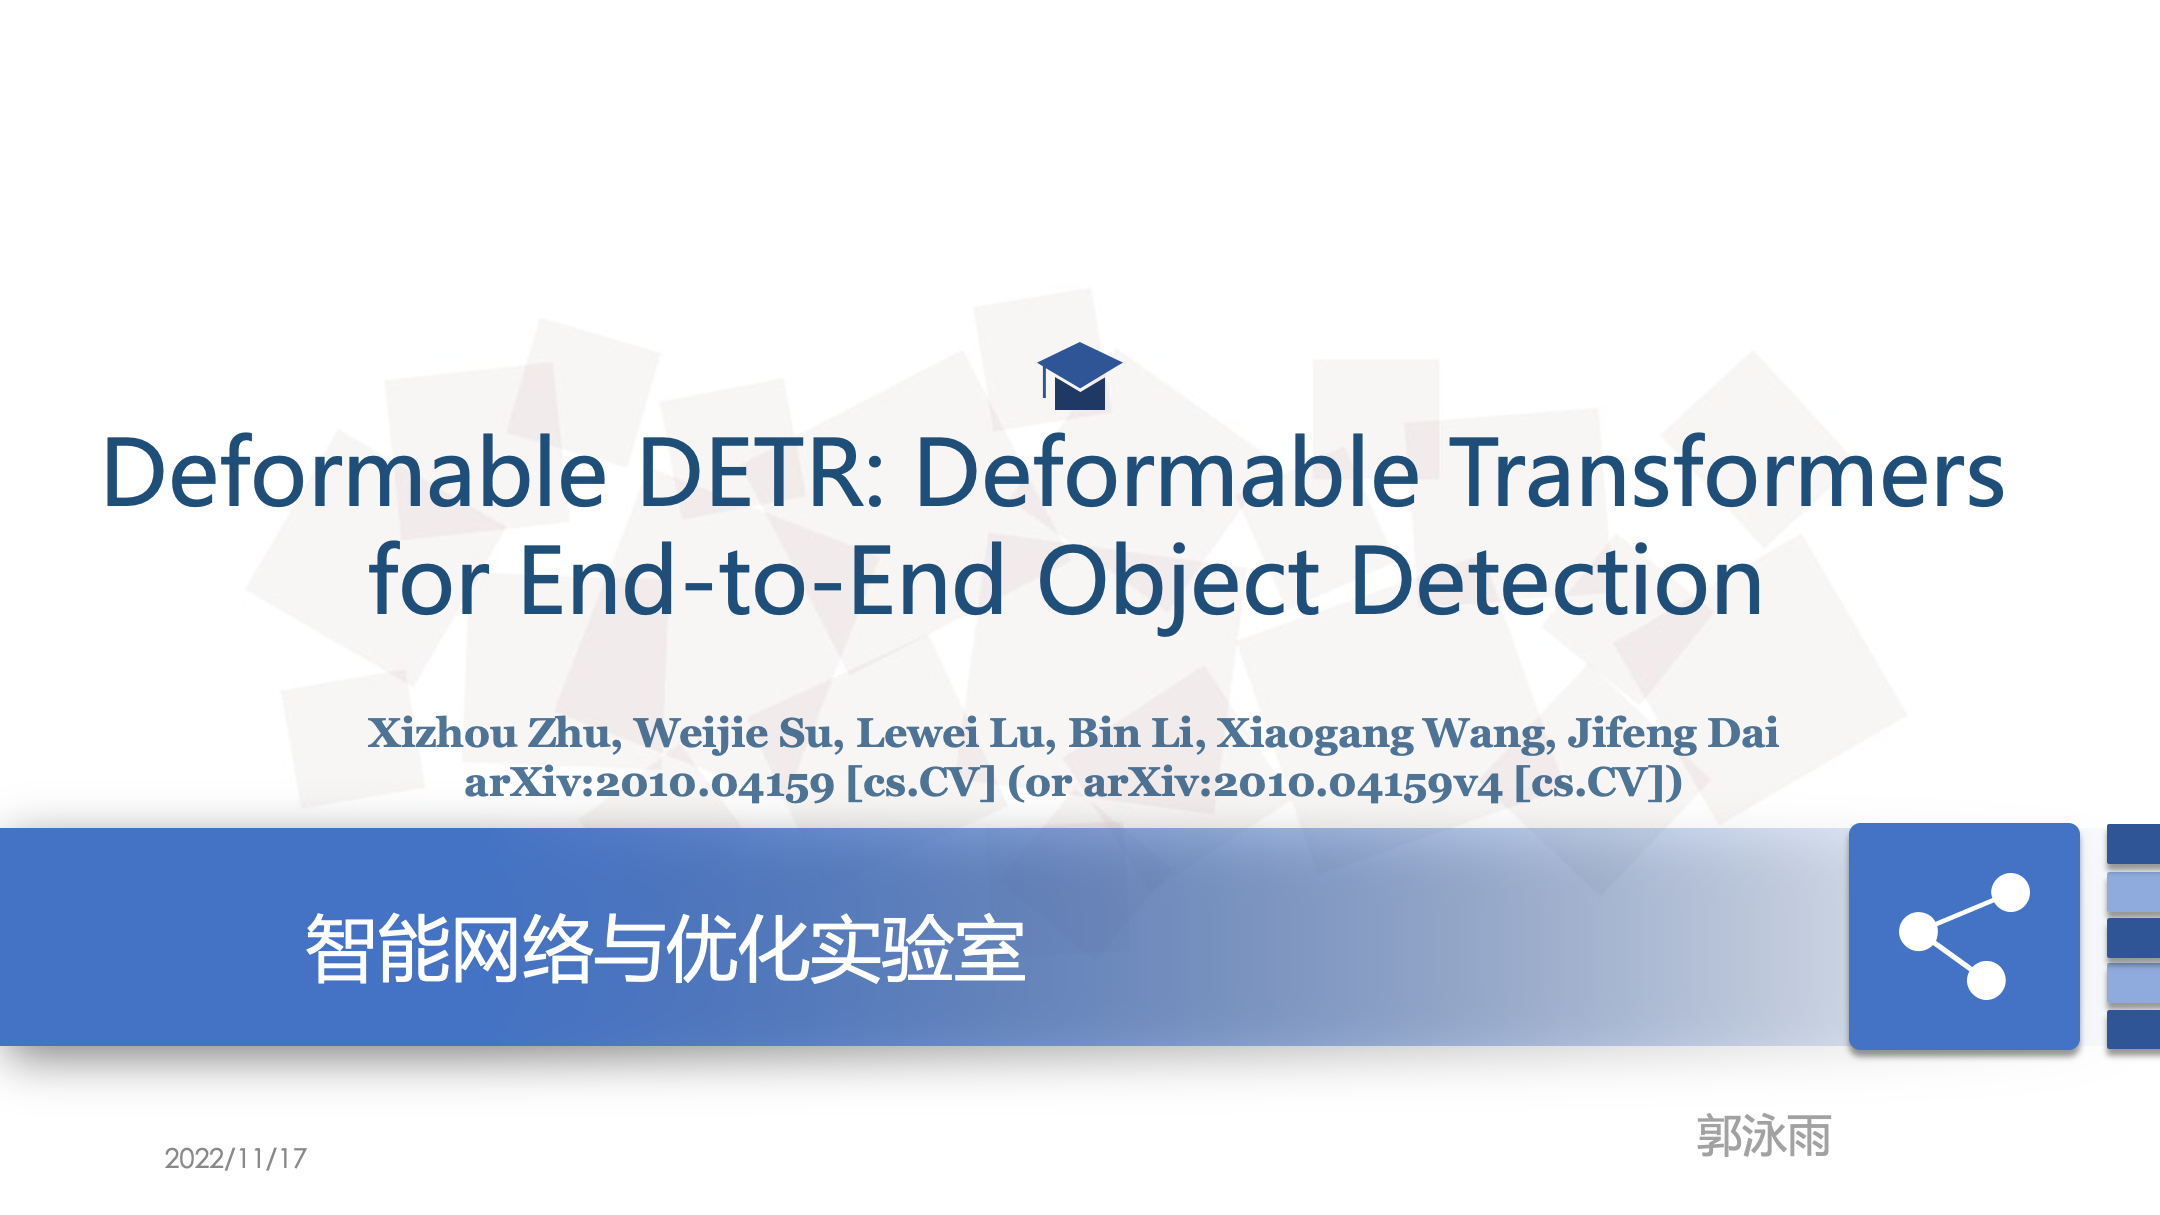 Deformable DETR: Deformable Transformers
for End-to-End Object Detection
Xizhou Zhu, Weijie Su, Lewei Lu, Bin Li, Xiaogang Wang, Jifeng Dai
arXiv:2010.04159 [cs.CV] (or arXiv:2010.04159v4 [cs.CV])
智能网络与优化实验室
郭泳雨
2022/11/17